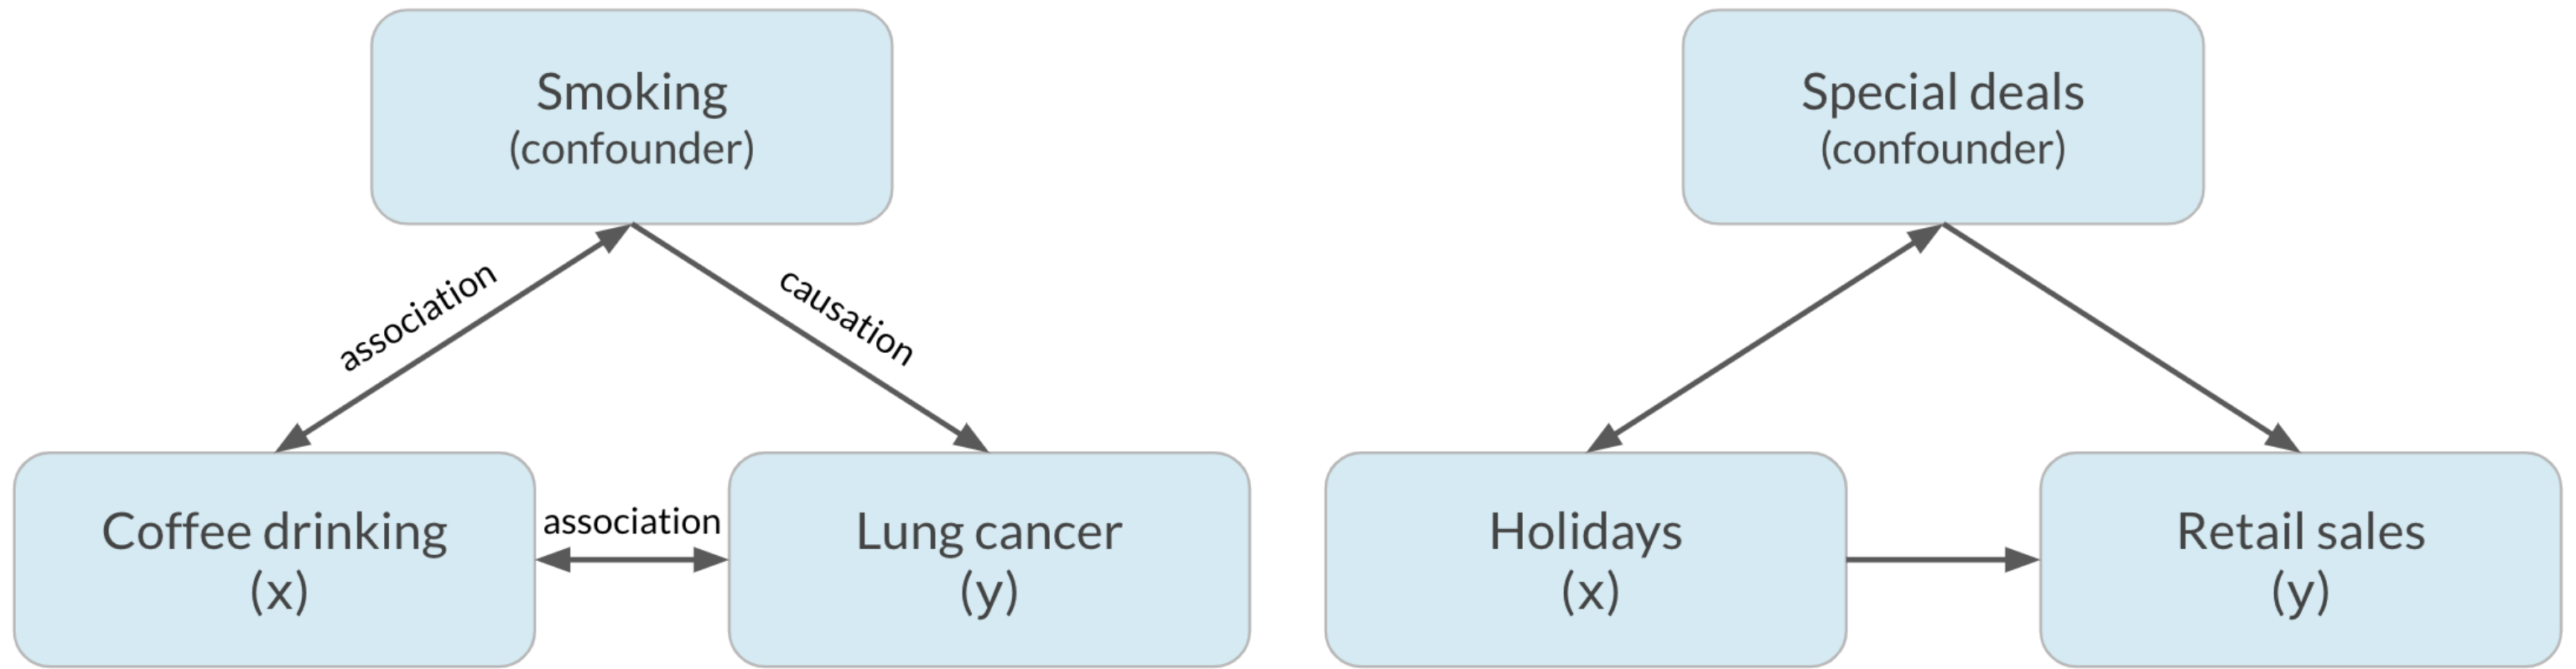 Smoking
(confounder)
association
causation
Coffee drinking
(x)
association
Lung cancer
(y)
Special deals
(confounder)
Holidays
(x)
Retail sales
(y)